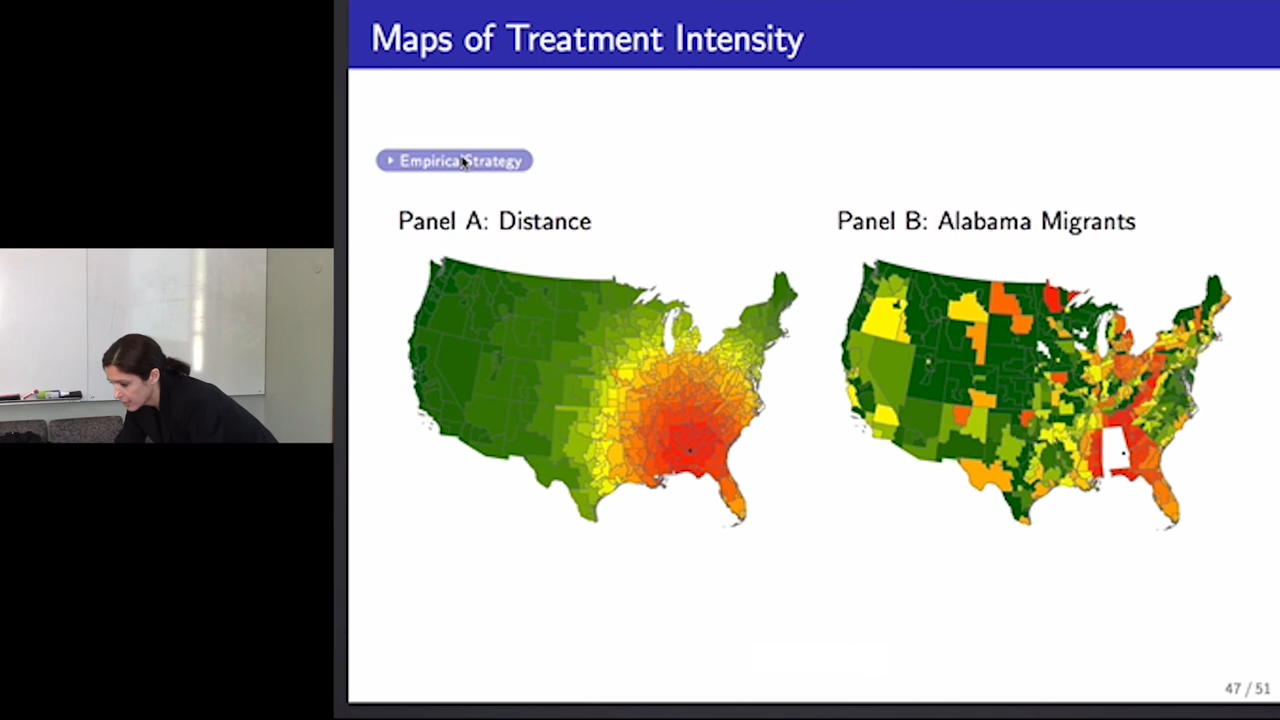 Maps of Treatment Intensity
Empirical Strategy
Panel A: Distance
Panel B: Alabama Migrants
47 / 51